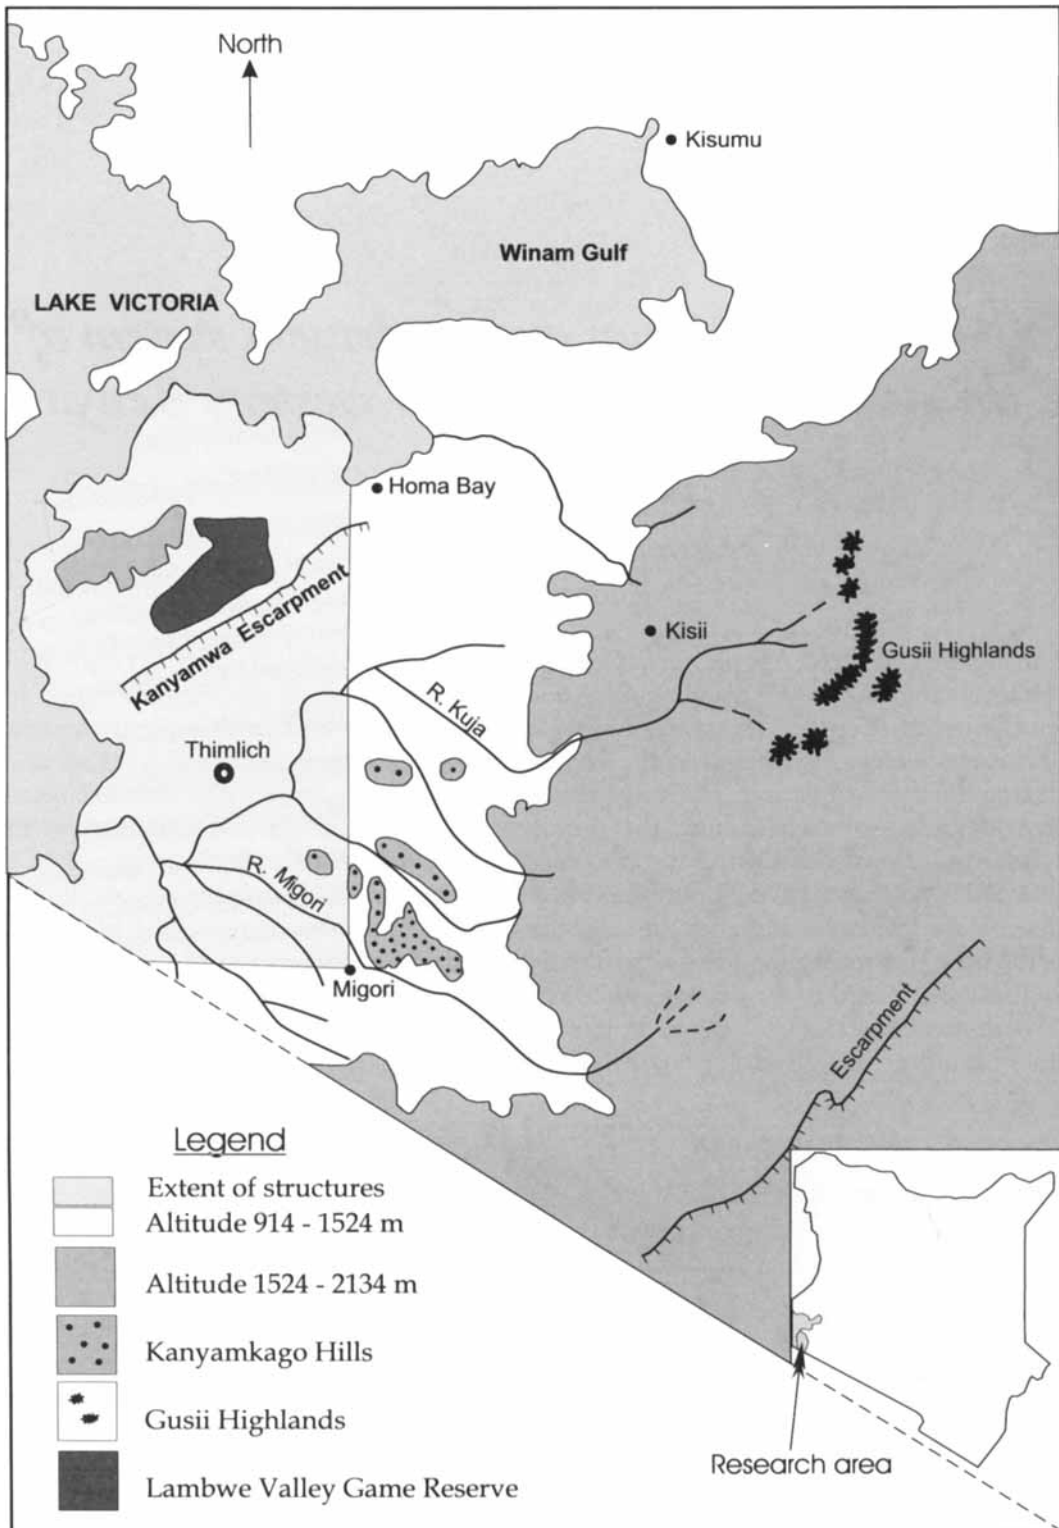 North
Kisumu
Winam Gulf
LAKE VICTORIA
Homa Bay
Kanyamwa Escarpment
Kisii
Gusii Highlands
R. Kuja
Thimlich
R. Migori
Migori
Escarpment
Legend
Extent of structures
Altitude 914 - 1524 m
Altitude 1524 - 2134 m
Kanyamkago Hills
Gusii Highlands
Lambwe Valley Game Reserve
Research area